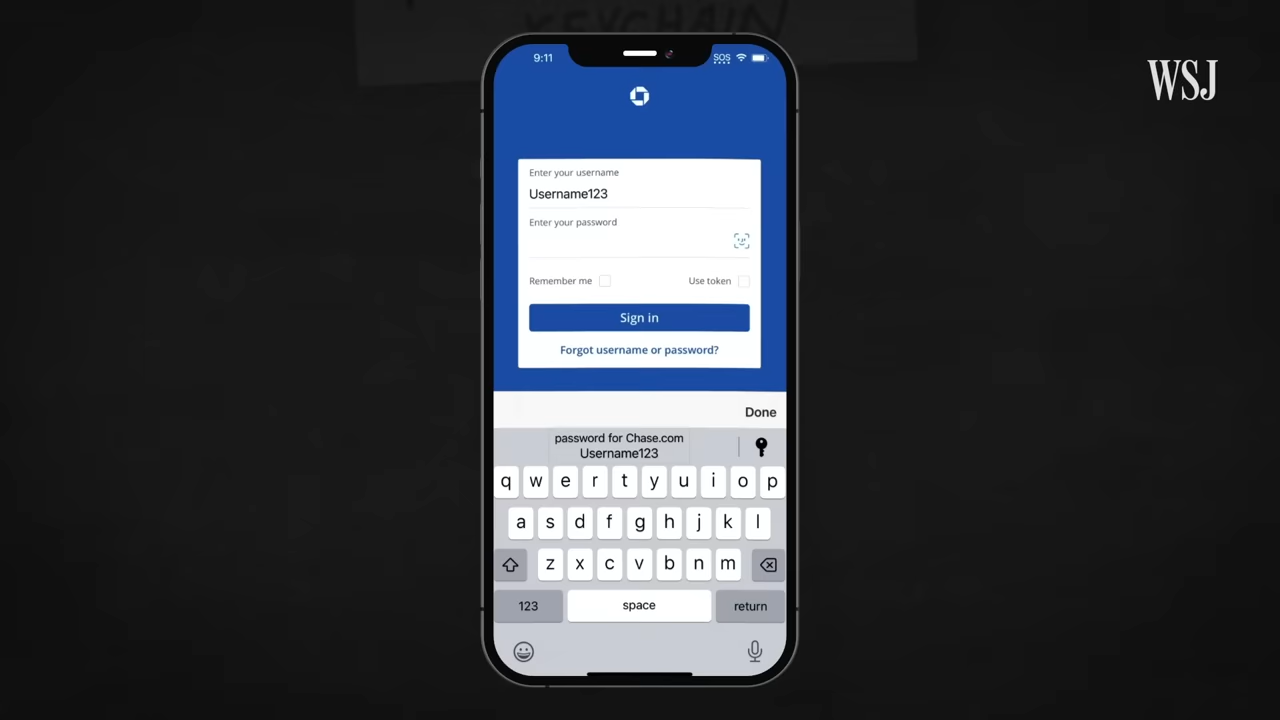 KEYCHAIN
WSJ
9:11
SOS
Enter your username
Username123
Enter your password
Remember me
Use token
Sign in
Forgot username or password?
Done
password for Chase.com
Username123
q w e r t y u i o p
a s d f g h j k l
z x c v b n m
123
space
return